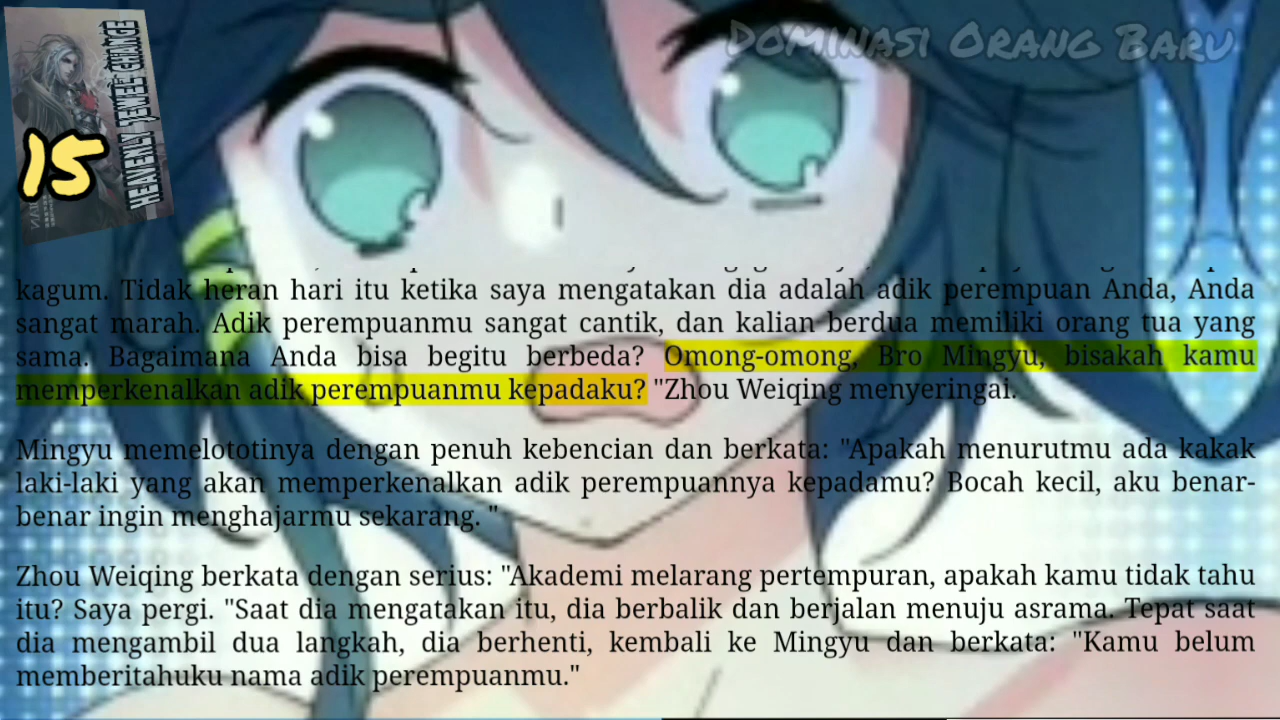 Dominasi Orang Baru
HEAVENLY JEWEL CHANGE
15
kagum. Tidak heran hari itu ketika saya mengatakan dia adalah adik perempuan Anda, Anda
sangat marah. Adik perempuanmu sangat cantik, dan kalian berdua memiliki orang tua yang
sama. Bagaimana Anda bisa begitu berbeda? Omong-omong, Bro Mingyu, bisakah kamu
memperkenalkan adik perempuanmu kepadaku? "Zhou Weiqing menyeringai.
Mingyu memelototinya dengan penuh kebencian dan berkata: "Apakah menurutmu ada kakak
laki-laki yang akan memperkenalkan adik perempuannya kepadamu? Bocah kecil, aku benar-
benar ingin menghajarmu sekarang. "
Zhou Weiqing berkata dengan serius: "Akademi melarang pertempuran, apakah kamu tidak tahu
itu? Saya pergi. "Saat dia mengatakan itu, dia berbalik dan berjalan menuju asrama. Tepat saat
dia mengambil dua langkah, dia berhenti, kembali ke Mingyu dan berkata: "Kamu belum
memberitahuku nama adik perempuanmu."